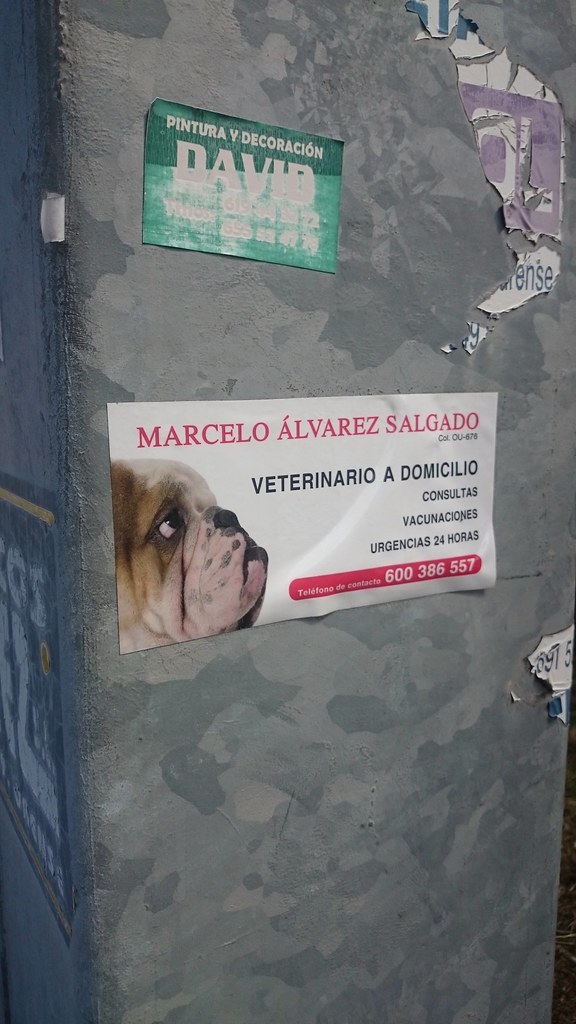 PINTURA Y DECORACIÓN
DAVID
MARCELO ÁLVAREZ SALGADO
Col. OU-676
VETERINARIO A DOMICILIO
CONSULTAS
VACUNACIONES
URGENCIAS 24 HORAS
Teléfono de contacto 600 386 557